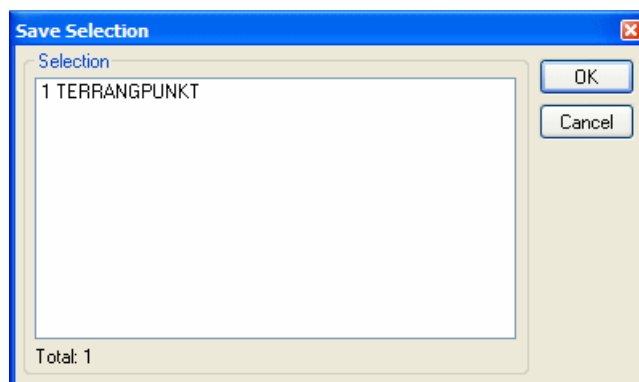 Save Selection
Selection
1 TERRANGPUNKT
OK
Cancel
Total: 1